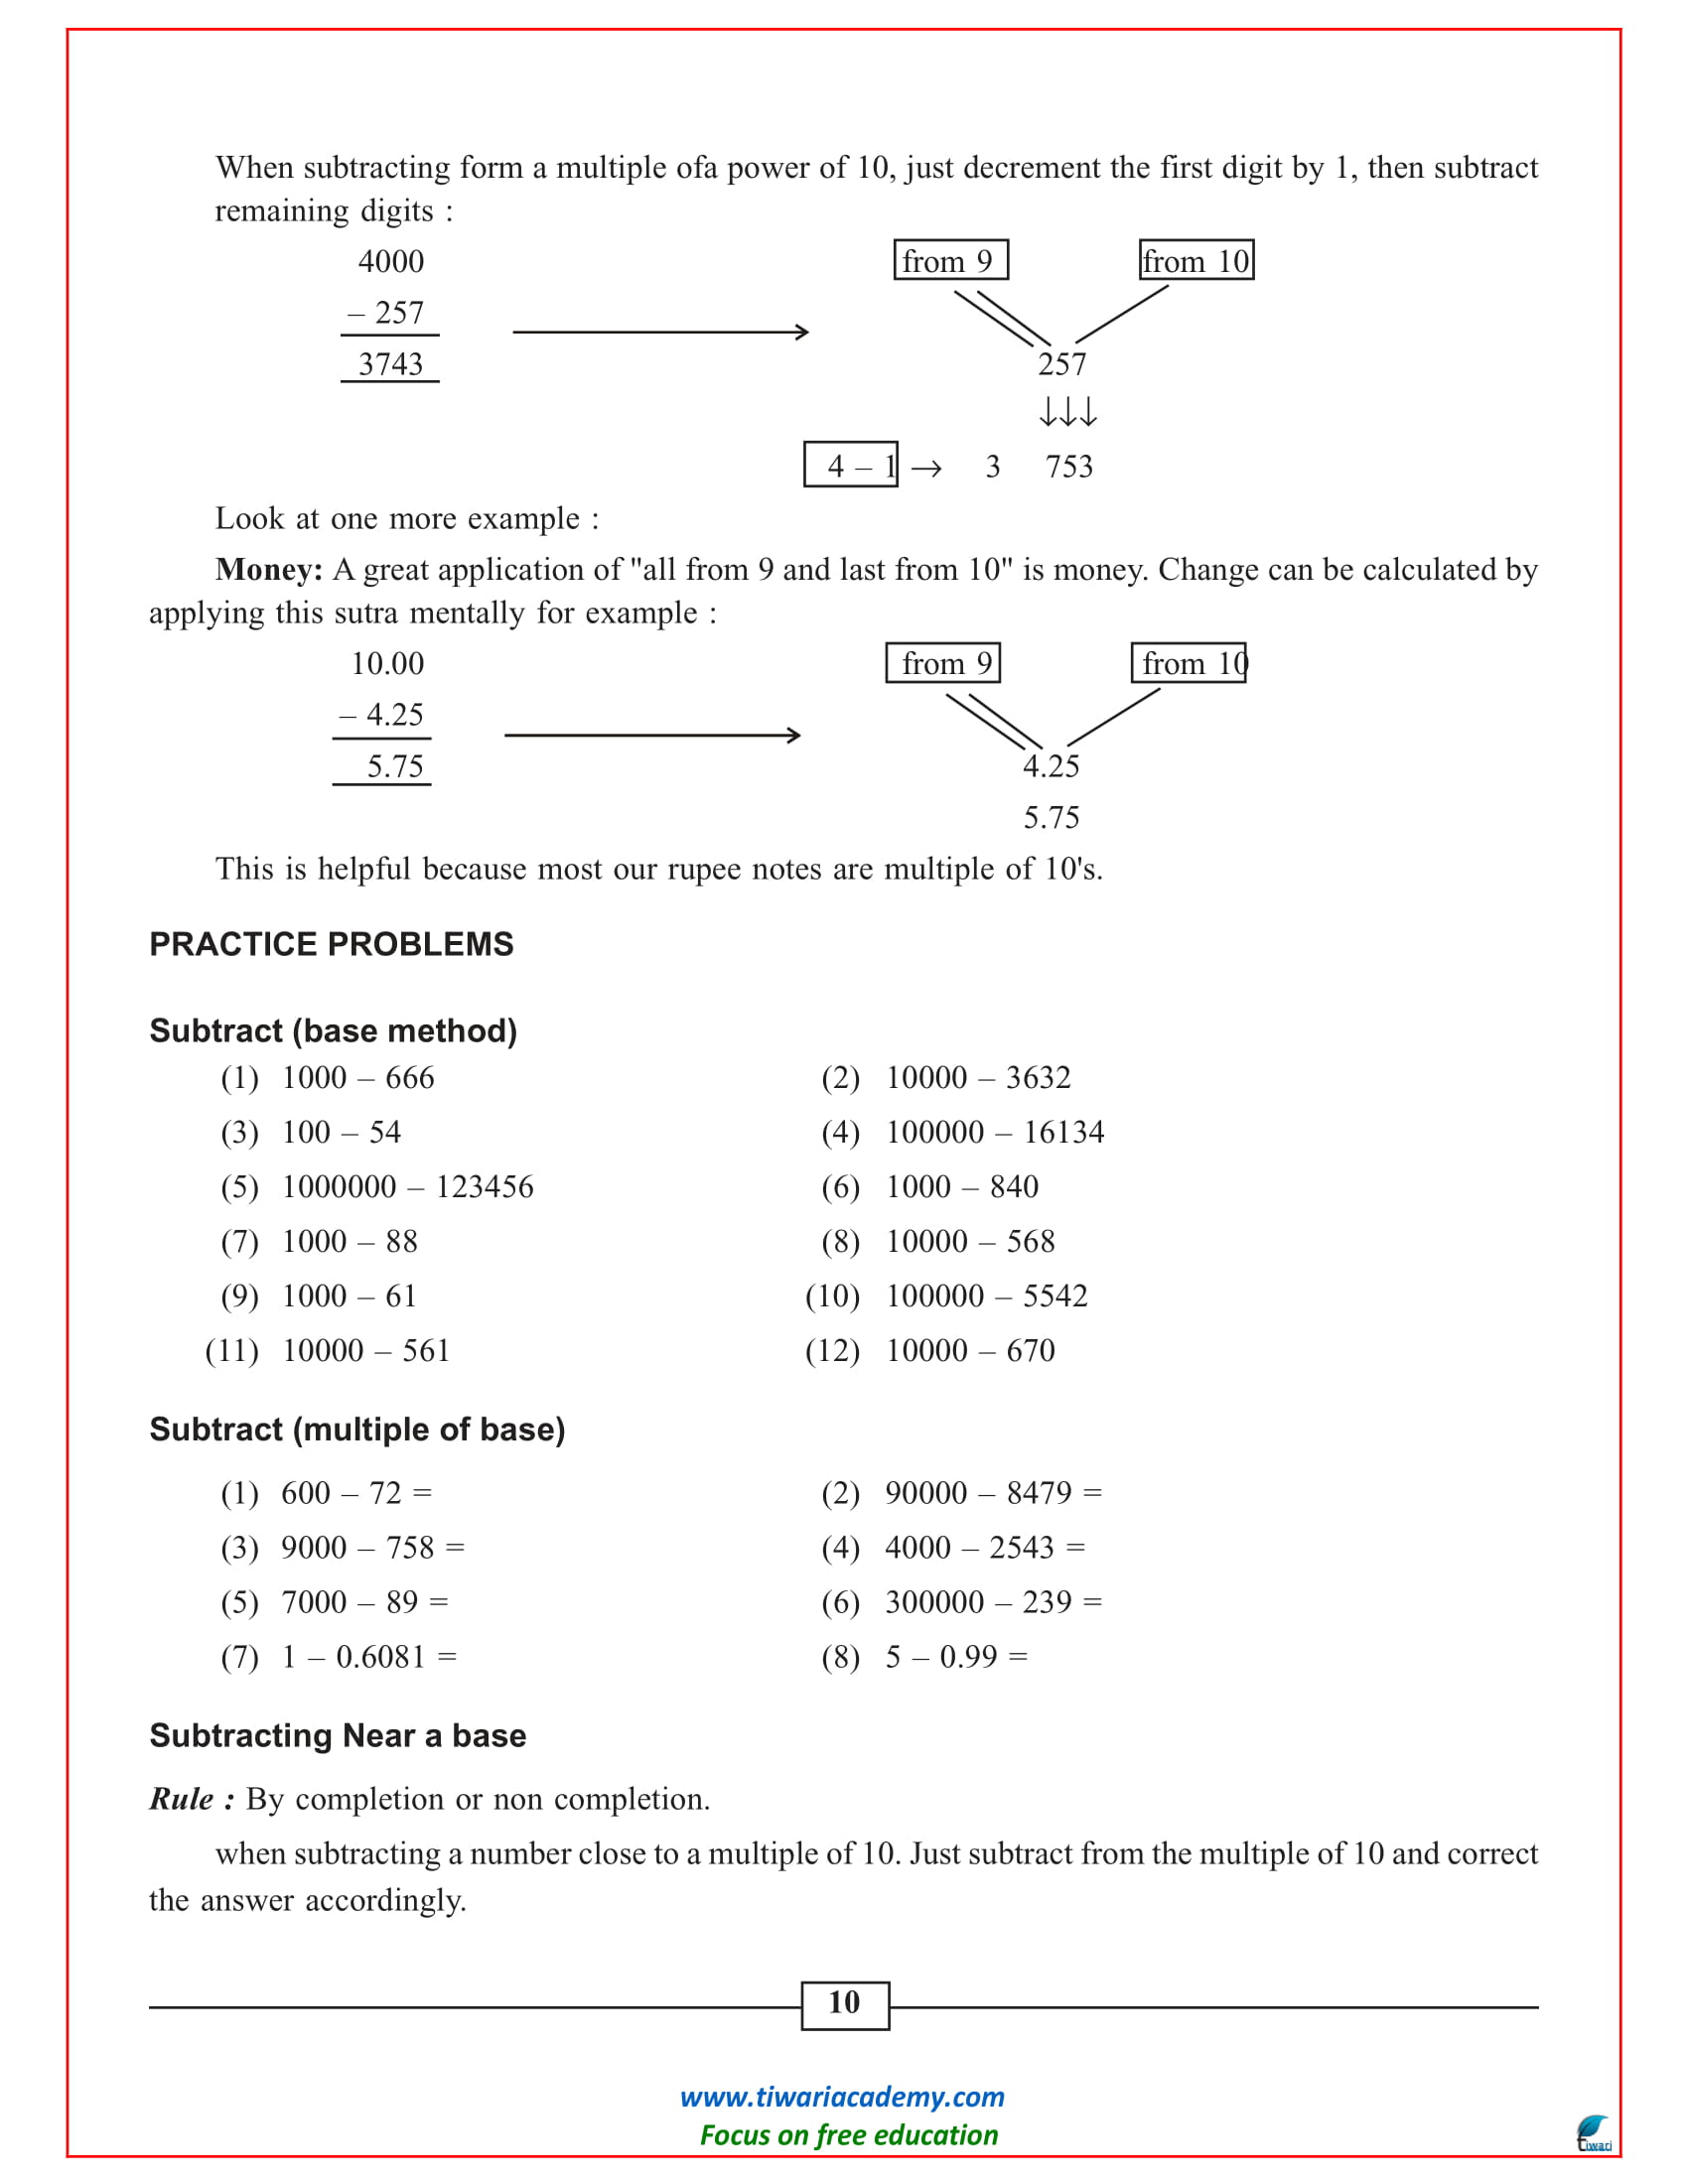 When subtracting form a multiple ofa power of 10, just decrement the first digit by 1, then subtract
remaining digits :
4000 from 9 from 10
– 257
3743 257
↓↓↓
4 – 1 → 3 753
Look at one more example :
Money: A great application of "all from 9 and last from 10" is money. Change can be calculated by
applying this sutra mentally for example :
10.00 from 9 from 10
– 4.25
5.75 4.25
5.75
This is helpful because most our rupee notes are multiple of 10's.
PRACTICE PROBLEMS
Subtract (base method)
(1) 1000 – 666 (2) 10000 – 3632
(3) 100 – 54 (4) 100000 – 16134
(5) 1000000 – 123456 (6) 1000 – 840
(7) 1000 – 88 (8) 10000 – 568
(9) 1000 – 61 (10) 100000 – 5542
(11) 10000 – 561 (12) 10000 – 670
Subtract (multiple of base)
(1) 600 – 72 = (2) 90000 – 8479 =
(3) 9000 – 758 = (4) 4000 – 2543 =
(5) 7000 – 89 = (6) 300000 – 239 =
(7) 1 – 0.6081 = (8) 5 – 0.99 =
Subtracting Near a base
Rule : By completion or non completion.
when subtracting a number close to a multiple of 10. Just subtract from the multiple of 10 and correct
the answer accordingly.
10
www.tiwariacademy.com
Focus on free education
Tiwari